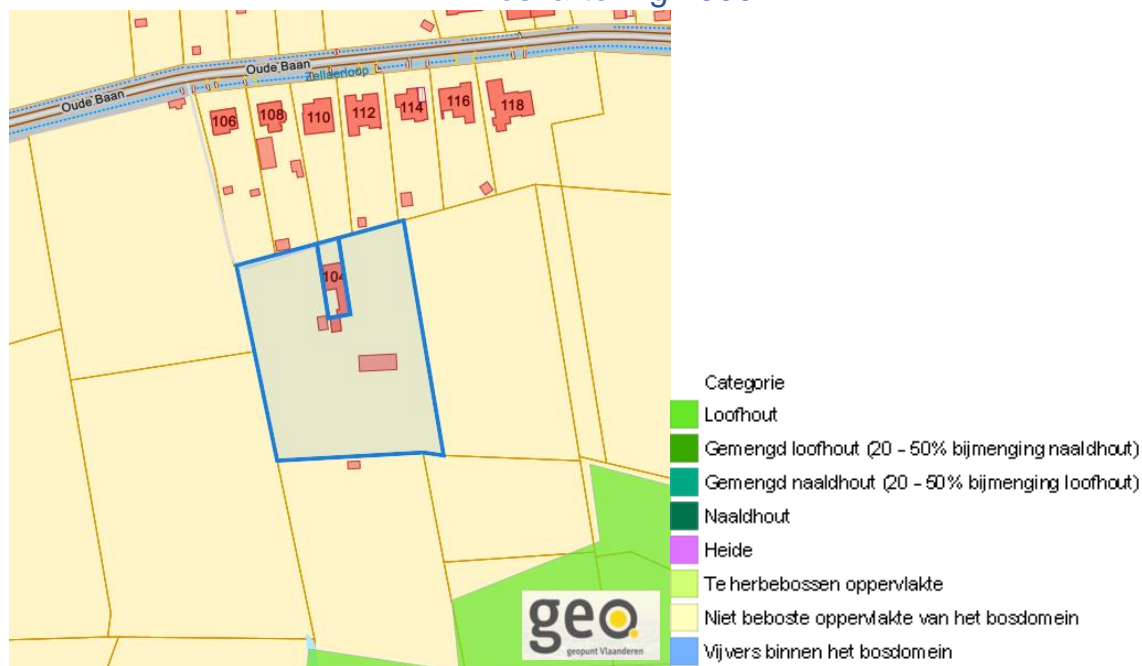 Oude Baan
Zelderloop
Oude Baan
106
108
110
112
114
116
118
104
Categorie
Loofhout
Gemengd loofhout (20 - 50% bijmenging naaldhout)
Gemengd naaldhout (20 - 50% bijmenging loofhout)
Naaldhout
Heide
Te herbebossen oppervlakte
Niet beboste oppervlakte van het bosdomein
Vijvers binnen het bosdomein
geo
geopunt Vlaanderen